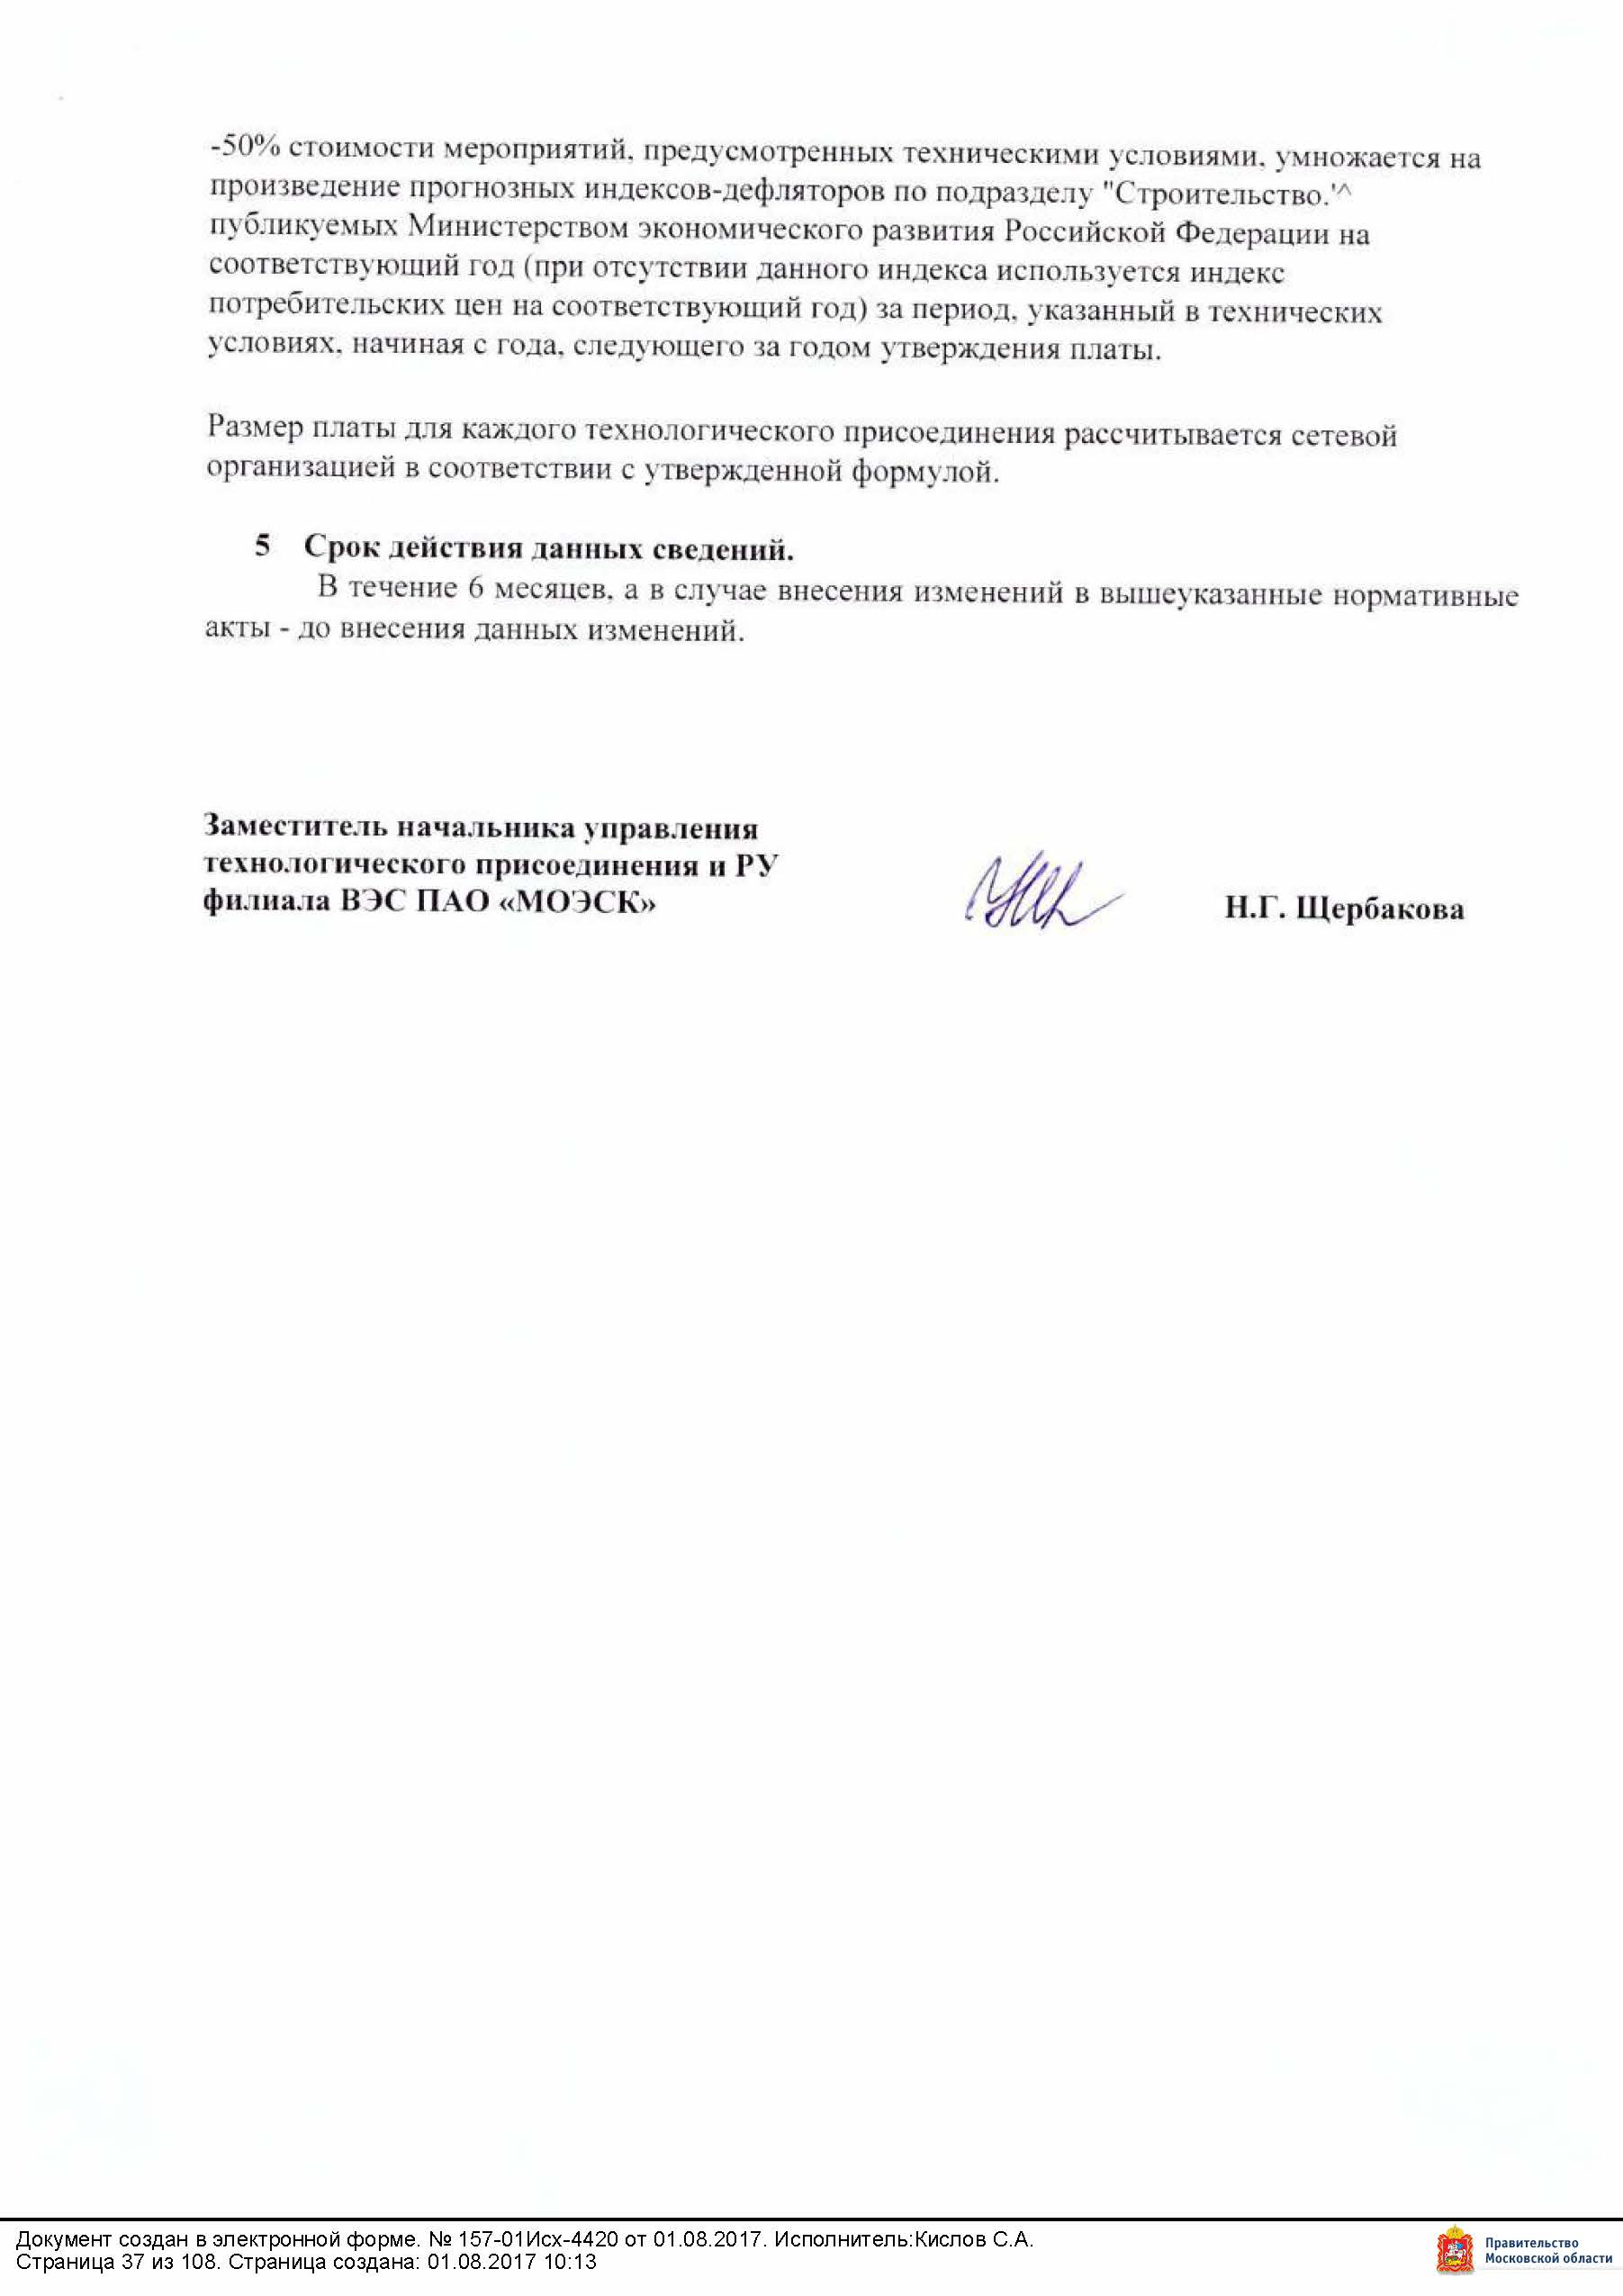 -50% стоимости мероприятий, предусмотренных техническими условиями, умножается на
произведение прогнозных индексов-дефляторов по подразделу "Строительство.'^
публикуемых Министерством экономического развития Российской Федерации на
соответствующий год (при отсутствии данного индекса используется индекс
потребительских цен на соответствующий год) за период, указанный в технических
условиях, начиная с года, следующего за годом утверждения платы.
Размер платы для каждого технологического присоединения рассчитывается сетевой
организацией в соответствии с утвержденной формулой.
5 Срок действия данных сведений.
В течение 6 месяцев, а в случае внесения изменений в вышеуказанные нормативные
акты - до внесения данных изменений.
Заместитель начальника управления
технологического присоединения и РУ
филиала ВЭС ПАО «МОЭСК»
Н.Г. Щербакова
Документ создан в электронной форме. № 157-01Исх-4420 от 01.08.2017. Исполнитель:Кислов С.А.
Страница 37 из 108. Страница создана: 01.08.2017 10:13
Правительство
Московской области